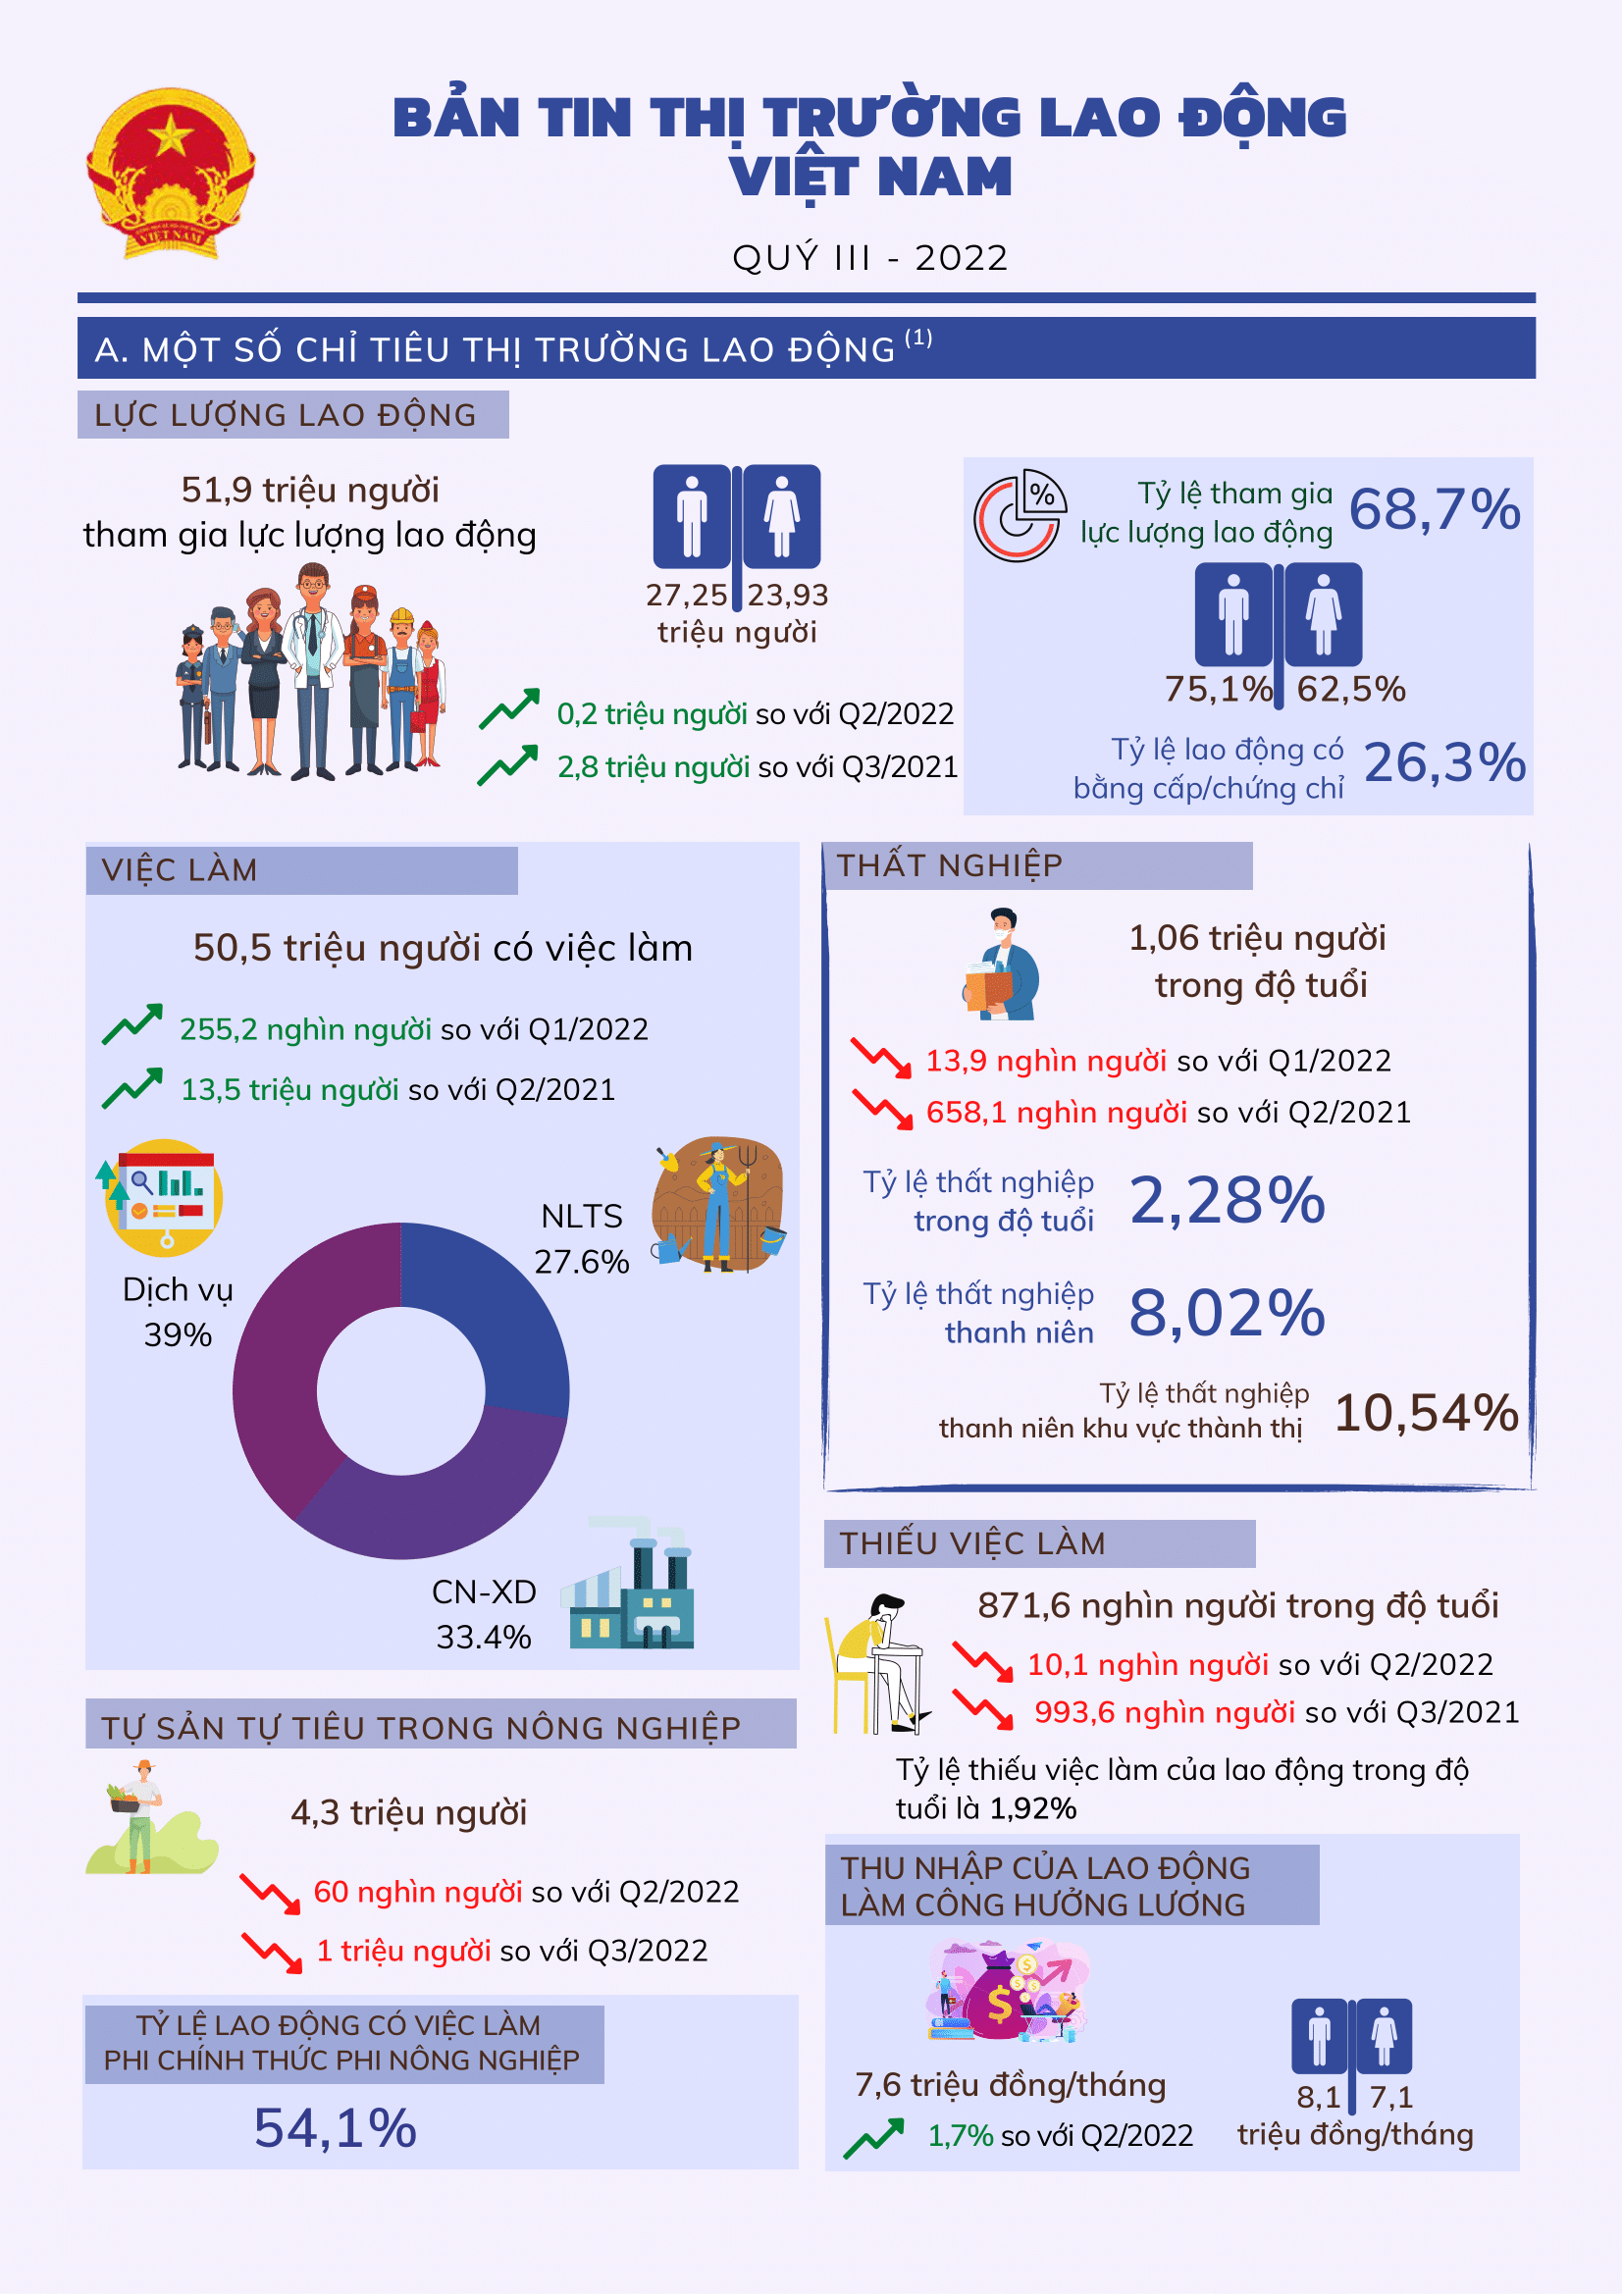 BẢN TIN THỊ TRƯỜNG LAO ĐỘNG
VIỆT NAM
QUÝ III - 2022
VIỆT NAM
A. MỘT SỐ CHỈ TIÊU THỊ TRƯỜNG LAO ĐỘNG (1)
LỰC LƯỢNG LAO ĐỘNG
51,9 triệu người
tham gia lực lượng lao động
27,25 23,93
triệu người
0,2 triệu người so với Q2/2022
2,8 triệu người so với Q3/2021
%
Tỷ lệ tham gia
lực lượng lao động
68,7%
75,1% 62,5%
Tỷ lệ lao động có
bằng cấp/chứng chỉ
26,3%
VIỆC LÀM
50,5 triệu người có việc làm
255,2 nghìn người so với Q1/2022
13,5 triệu người so với Q2/2021
NLTS
27.6%
Dịch vụ
39%
CN-XD
33.4%
THẤT NGHIỆP
1,06 triệu người
trong độ tuổi
13,9 nghìn người so với Q1/2022
658,1 nghìn người so với Q2/2021
Tỷ lệ thất nghiệp
trong độ tuổi
2,28%
Tỷ lệ thất nghiệp
thanh niên
8,02%
Tỷ lệ thất nghiệp
thanh niên khu vực thành thị
10,54%
THIẾU VIỆC LÀM
871,6 nghìn người trong độ tuổi
10,1 nghìn người so với Q2/2022
993,6 nghìn người so với Q3/2021
Tỷ lệ thiếu việc làm của lao động trong độ
tuổi là 1,92%
TỰ SẢN TỰ TIÊU TRONG NÔNG NGHIỆP
4,3 triệu người
60 nghìn người so với Q2/2022
1 triệu người so với Q3/2022
TỶ LỆ LAO ĐỘNG CÓ VIỆC LÀM
PHI CHÍNH THỨC PHI NÔNG NGHIỆP
54,1%
THU NHẬP CỦA LAO ĐỘNG
LÀM CÔNG HƯỞNG LƯƠNG
$
$
$
$
7,6 triệu đồng/tháng
1,7% so với Q2/2022
8,1 7,1
triệu đồng/tháng